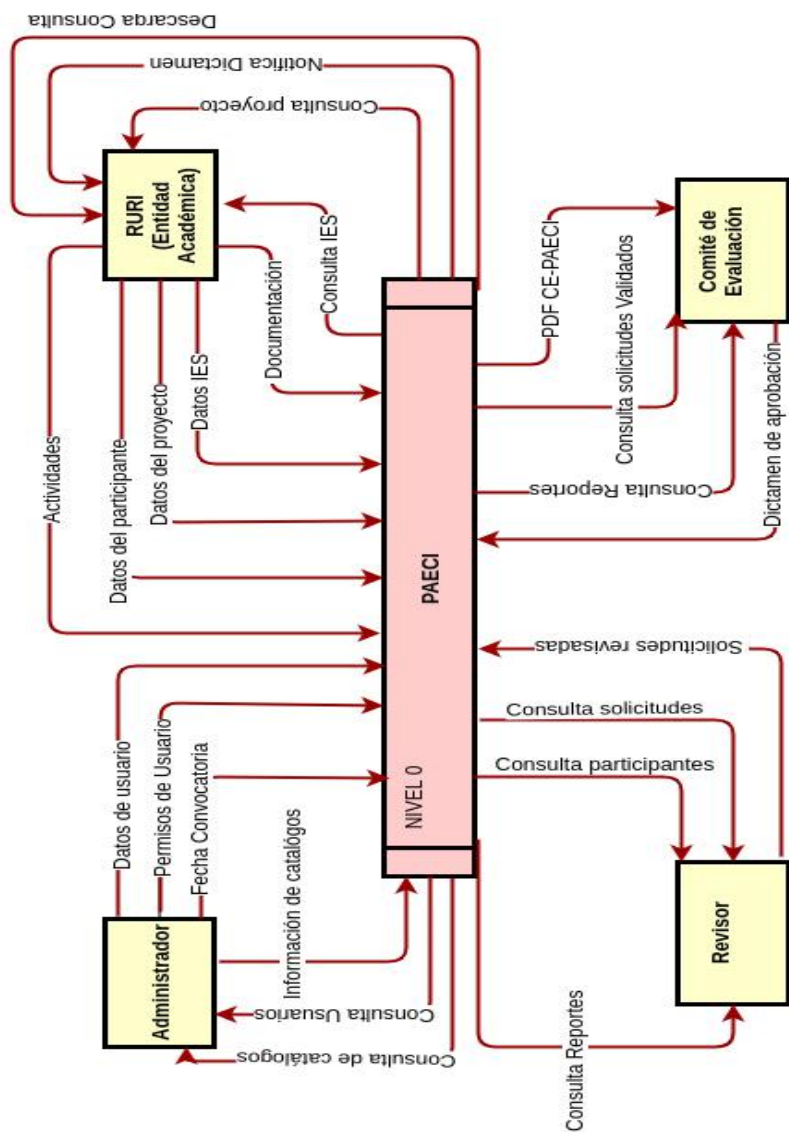 Descarga Consulta
Notifica Dictamen
Consulta proyecto
RURI
(Entidad
Académica)
Actividades
Datos del participante
Datos del proyecto
Datos IES
Documentación
Consulta IES
PDF CE-PAECI
Consulta solicitudes Validados
Consulta Reportes
Dictamen de aprobación
Comité de
Evaluación
PAECI
NIVEL 0
Datos de usuario
Permisos de Usuario
Fecha Convocatoria
Información de catalógos
Consulta Usuarios
Consulta de catálogos
Administrador
Solicitudes revisadas
Consulta solicitudes
Consulta participantes
Consulta Reportes
Revisor